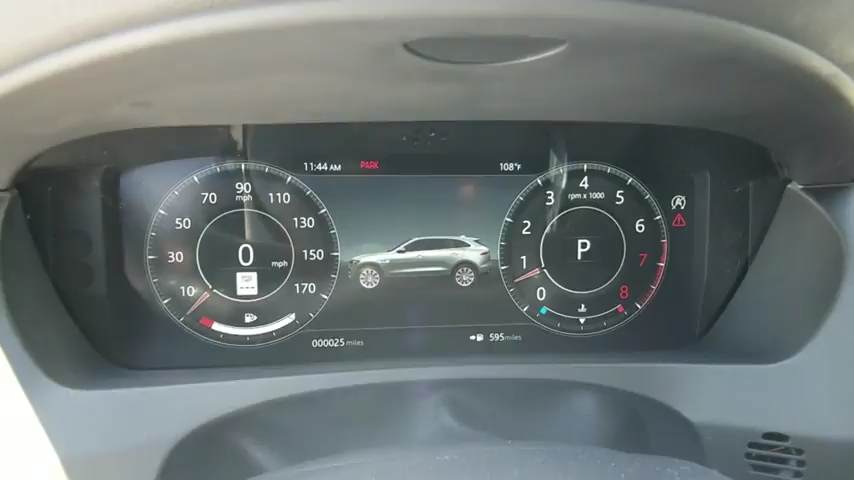 11:44 AM PARK 108°F
10 30 50 70 90 110 130 150 170
mph
0 mph
0 1 2 3 4 5 6 7 8
rpm x 1000
P
000025 miles
595 miles